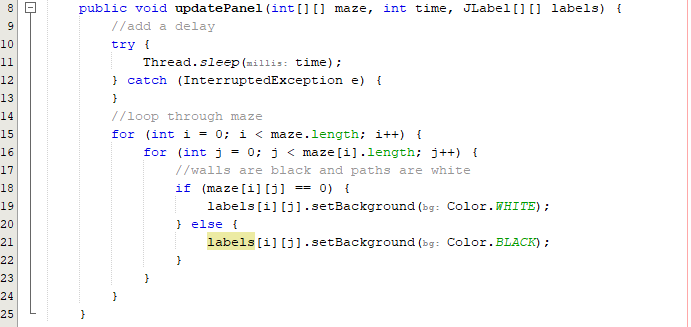 8 public void updatePanel(int[][] maze, int time, JLabel[][] labels) {
9 //add a delay
10 try {
11 Thread.sleep(millis: time);
12 } catch (InterruptedException e) {
13 }
14 //loop through maze
15 for (int i = 0; i < maze.length; i++) {
16 for (int j = 0; j < maze[i].length; j++) {
17 //walls are black and paths are white
18 if (maze[i][j] == 0) {
19 labels[i][j].setBackground(bg: Color.WHITE);
20 } else {
21 labels[i][j].setBackground(bg: Color.BLACK);
22 }
23 }
24 }
25 }